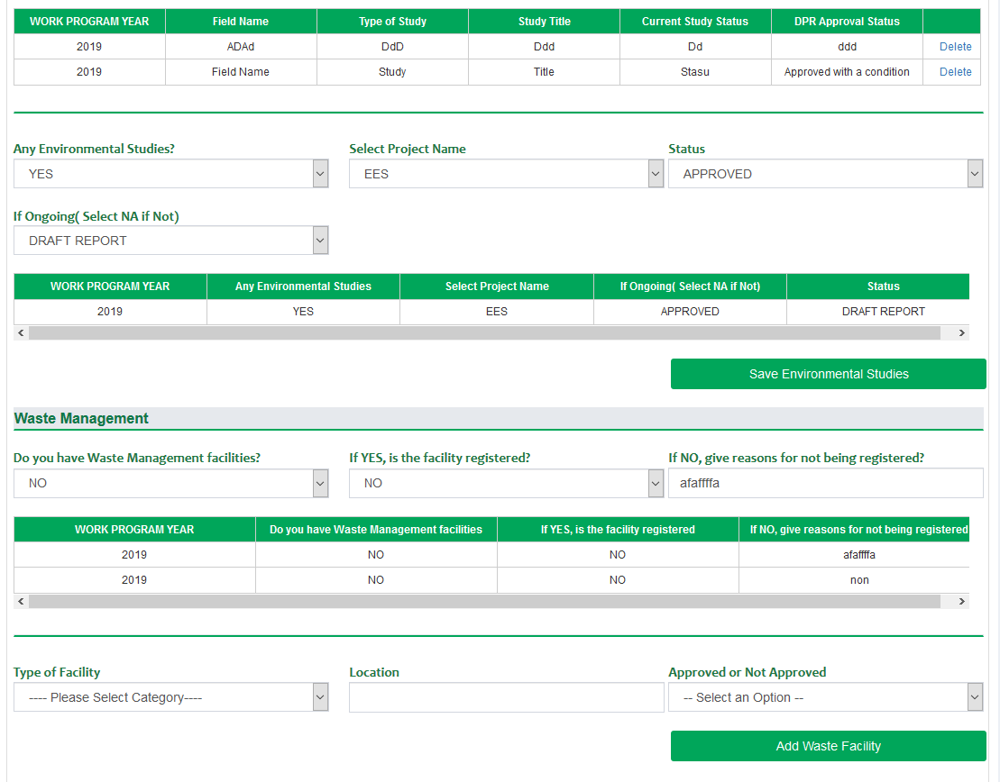 WORK PROGRAM YEAR Field Name Type of Study Study Title Current Study Status DPR Approval Status
2019 ADAd DdD Ddd Dd ddd Delete
2019 Field Name Study Title Stasu Approved with a condition Delete
Any Environmental Studies? Select Project Name Status
YES EES APPROVED
If Ongoing( Select NA if Not)
DRAFT REPORT
WORK PROGRAM YEAR Any Environmental Studies Select Project Name If Ongoing( Select NA if Not) Status
2019 YES EES APPROVED DRAFT REPORT
Save Environmental Studies
Waste Management
Do you have Waste Management facilities? If YES, is the facility registered? If NO, give reasons for not being registered?
NO NO afaffffa
WORK PROGRAM YEAR Do you have Waste Management facilities If YES, is the facility registered If NO, give reasons for not being registered
2019 NO NO afaffffa
2019 NO NO non
Type of Facility Location Approved or Not Approved
---- Please Select Category---- -- Select an Option --
Add Waste Facility